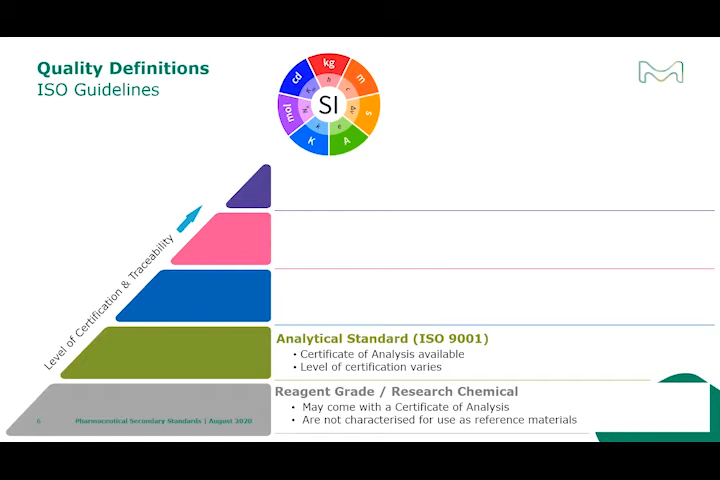 Quality Definitions
ISO Guidelines
kg
m
s
A
K
mol
cd
SI
h
c
e
k
Level of Certification & Traceability
Analytical Standard (ISO 9001)
• Certificate of Analysis available
• Level of certification varies
Reagent Grade / Research Chemical
• May come with a Certificate of Analysis
• Are not characterised for use as reference materials
6 Pharmaceutical Secondary Standards | August 2020